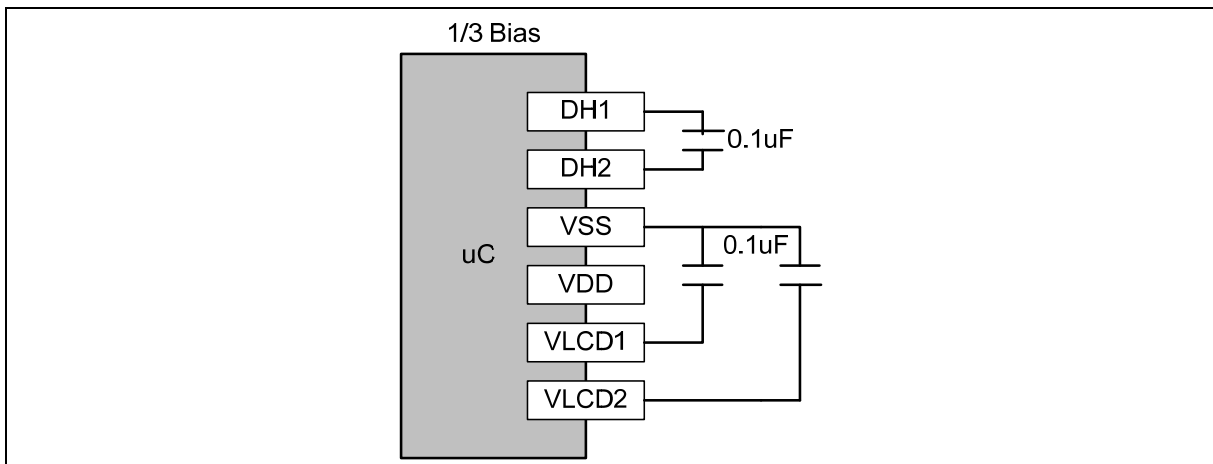 1/3 Bias
DH1
0.1uF
DH2
VSS
0.1uF
uC
VDD
VLCD1
VLCD2